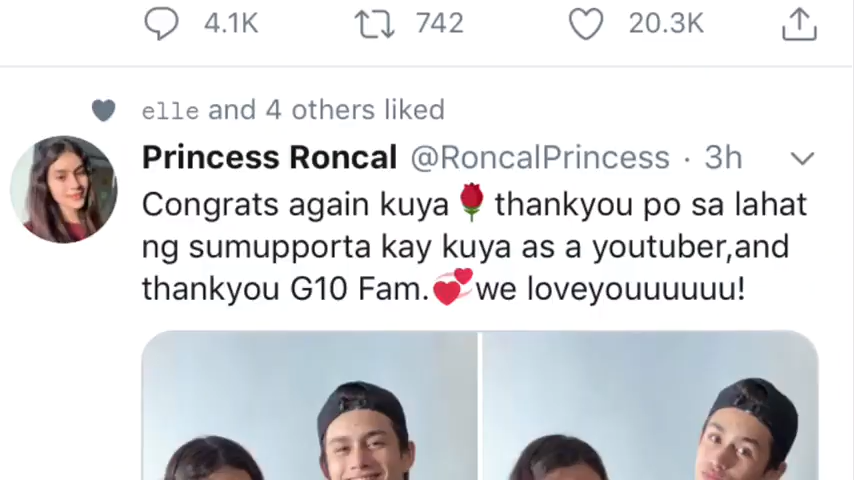 4.1K 742 20.3K
elle and 4 others liked
Princess Roncal @RoncalPrincess · 3h
Congrats again kuya🌹thankyou po sa lahat
ng sumupporta kay kuya as a youtuber,and
thankyou G10 Fam.💞we loveyouuuuuu!